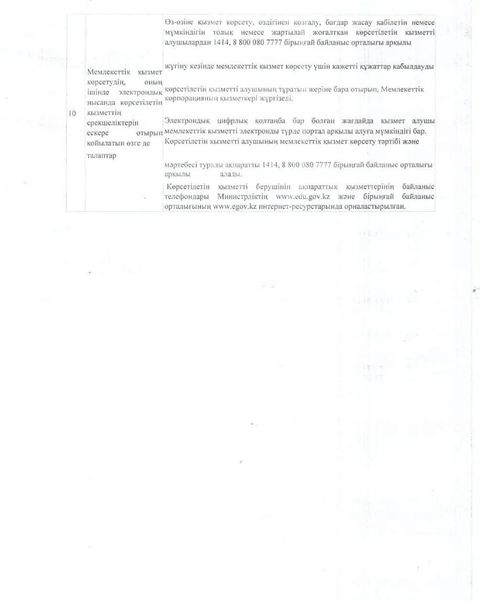 Өз-өзіне қызмет көрсету, өздігінен қозғалу, бағдар жасау қабілетін немесе
мүмкіндігін толық немесе жартылай жоғалтқан көрсетілетін қызметті
алушылардан 1414, 8 800 080 7777 бірыңғай байланыс орталығы арқылы
жүгіну кезінде мемлекеттік қызмет көрсету үшін қажетті құжаттар қабылдауды
көрсетілетін қызметті алушының тұратын жеріне бара отырып, Мемлекеттік
корпорацияның қызметкері жүргізеді.
10
Мемлекеттік қызмет
көрсетудің, оның
ішінде электрондық
нысанда көрсетілетін
қызметтің
ерекшеліктерін
ескере отырып
қойылатын өзге де
талаптар
Электрондық цифрлық қолтаңба бар болған жағдайда қызмет алушы
мемлекеттік қызметті электронды түрде портал арқылы алуға мүмкіндігі бар.
Көрсетілетін қызметті алушының мемлекеттік қызмет көрсету тәртібі және
мәртебесі туралы ақпаратты 1414, 8 800 080 7777 бірыңғай байланыс орталығы
арқылы алады.
Көрсетілетін қызметті берушінің ақпараттық қызметтерінің байланыс
телефондары Министрліктің www.edu.gov.kz және бірыңғай байланыс
орталығының www.egov.kz интернет-ресурстарында орналастырылған.